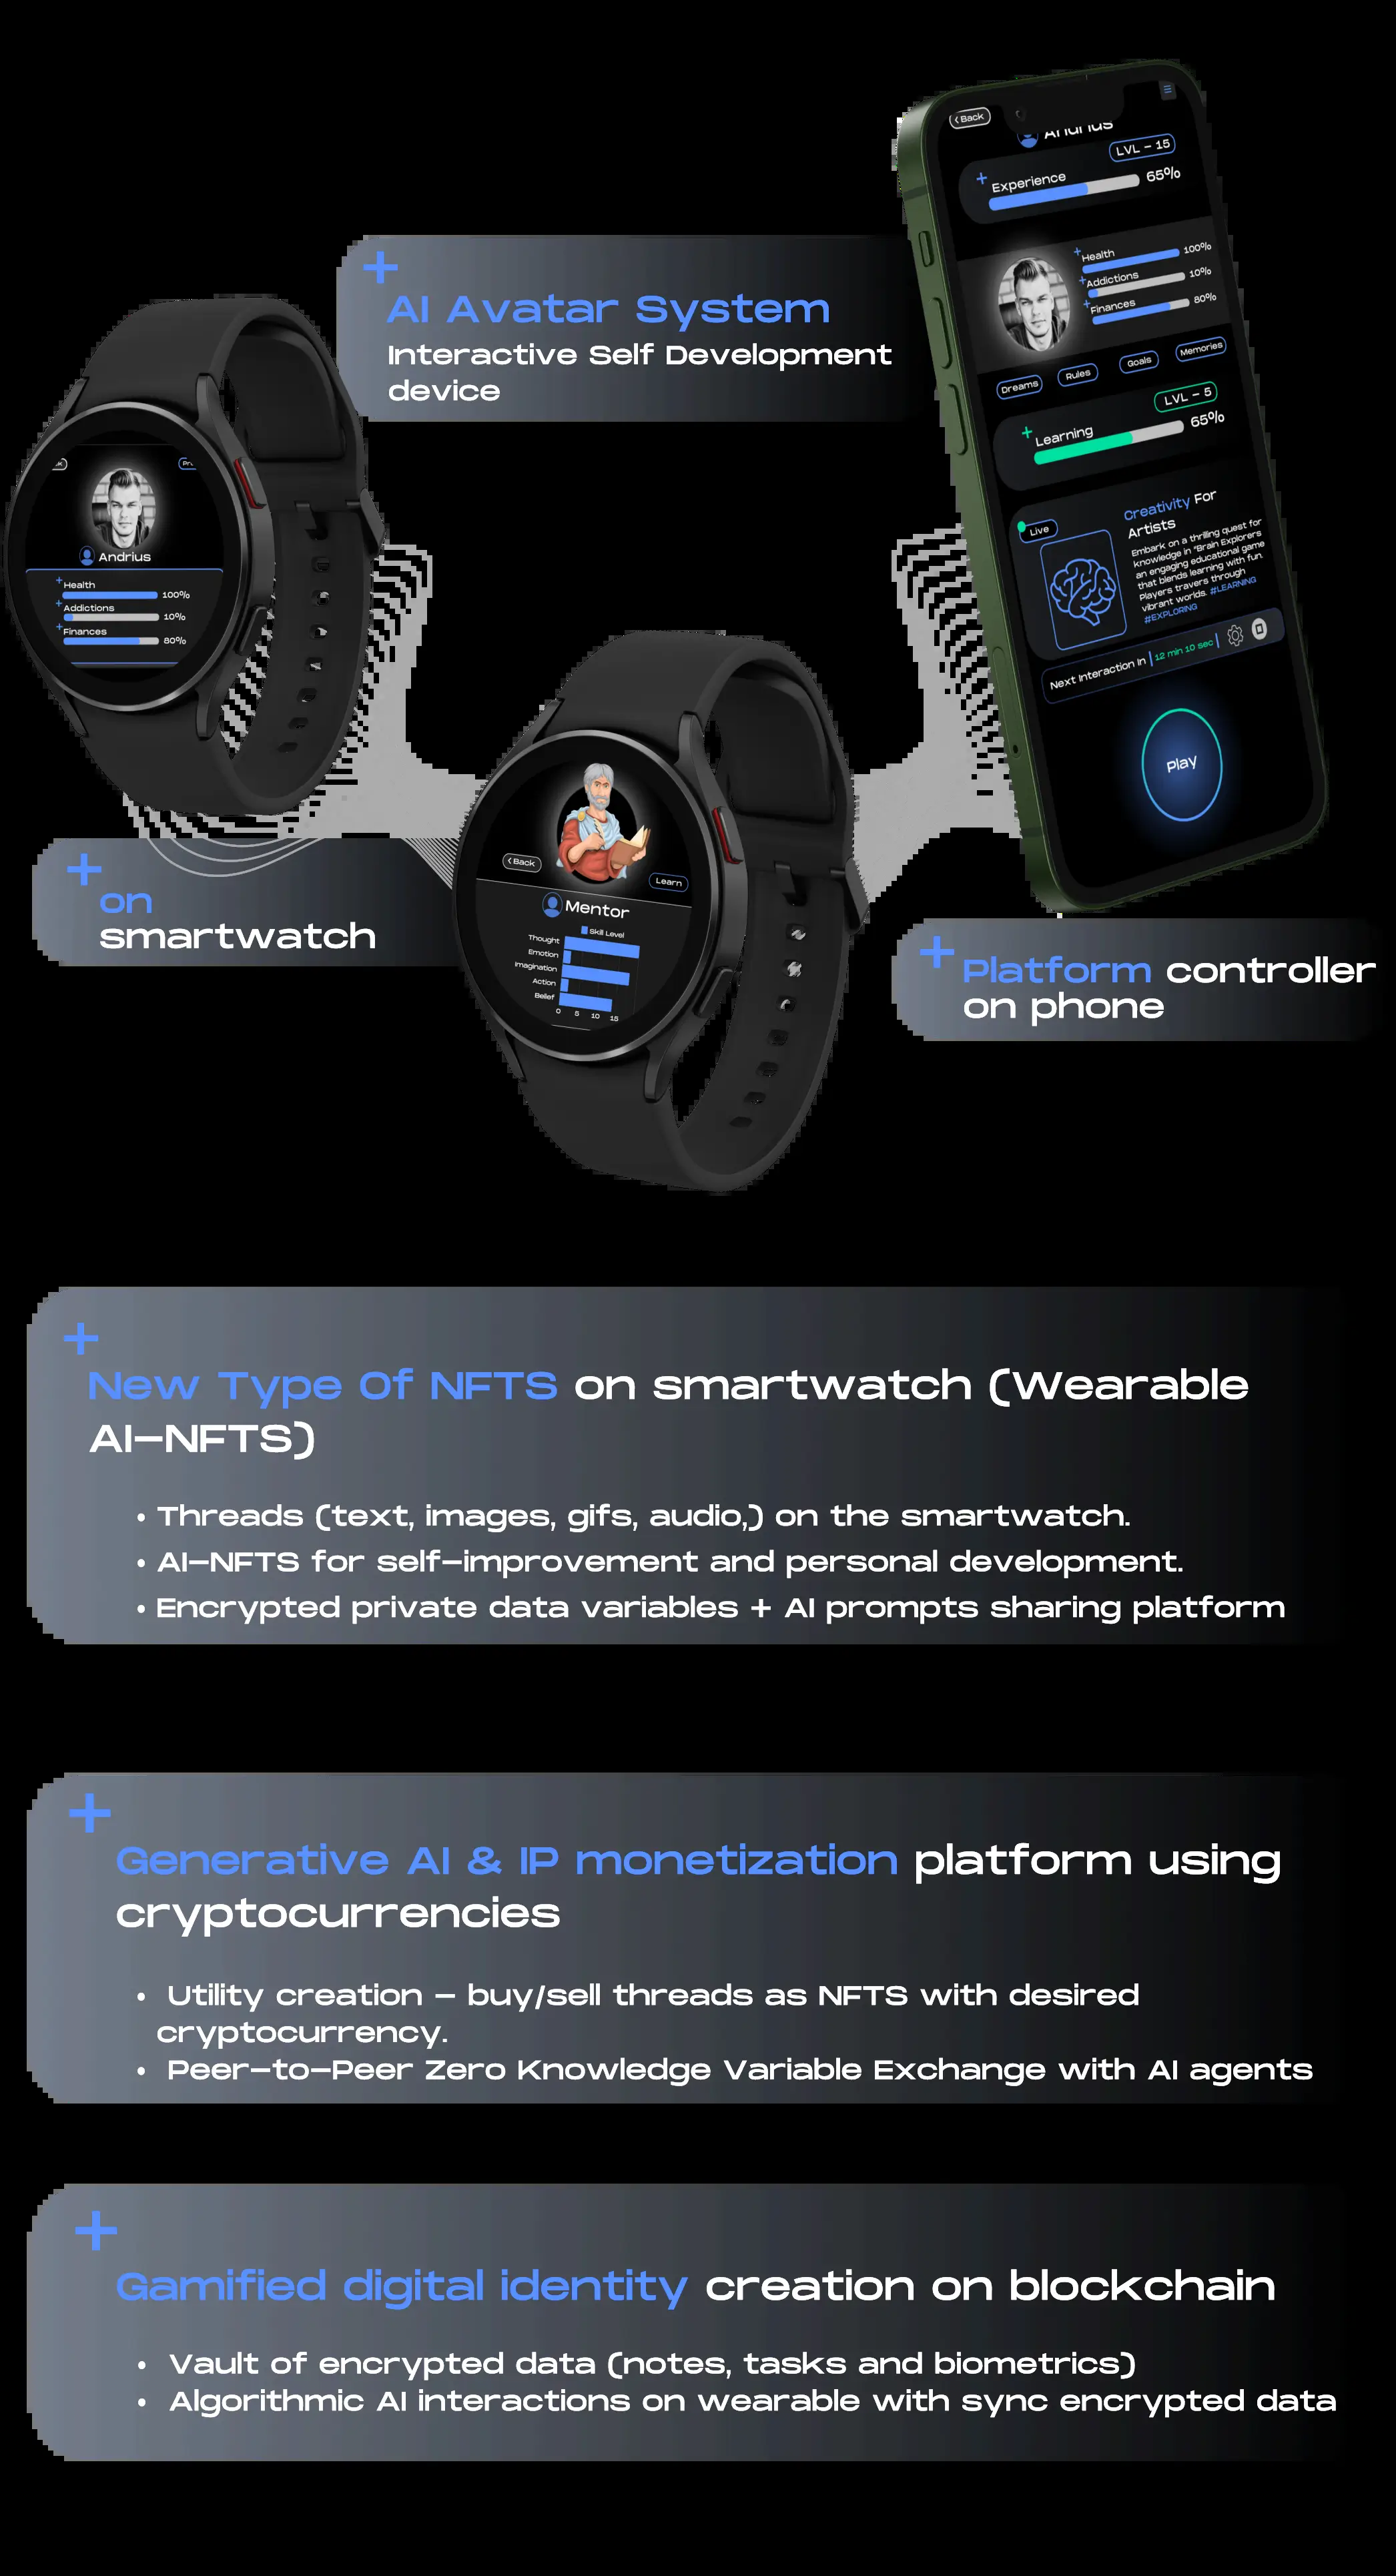 Back
Andrius
LVL - 15
Experience
65%
Health
100%
Addictions
10%
Finances
80%
Dreams
Rules
Goals
Memories
LVL - 5
Learning
65%
Live
Creativity For
Artists
Embark on a thrilling quest for
knowledge in "Brain Explorers
an engaging educational game
that blends learning with fun.
Players travers through
vibrant worlds. #LEARNING
#EXPLORING
Next Interaction In
12 min 10 sec
play
AI Avatar System
Interactive Self Development
device
Andrius
Health
100%
Addictions
10%
Finances
80%
on
smartwatch
Back
Learn
Mentor
Skill Level
Thought
Emotion
Imagination
Action
Belief
0 5 10 15
Platform controller
on phone
New Type Of NFTS on smartwatch (Wearable
AI-NFTS)
• Threads (text, images, gifs, audio,) on the smartwatch.
• AI-NFTS for self-improvement and personal development.
• Encrypted private data variables + AI prompts sharing platform
Generative AI & IP monetization platform using
cryptocurrencies
• Utility creation - buy/sell threads as NFTS with desired
cryptocurrency.
• Peer-to-Peer Zero Knowledge Variable Exchange with AI agents
Gamified digital identity creation on blockchain
• Vault of encrypted data (notes, tasks and biometrics)
• Algorithmic AI interactions on wearable with sync encrypted data